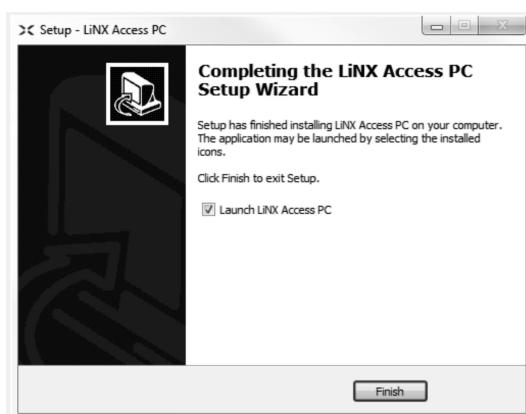 Setup - LiNX Access PC
Completing the LiNX Access PC
Setup Wizard
Setup has finished installing LiNX Access PC on your computer.
The application may be launched by selecting the installed
icons.
Click Finish to exit Setup.
Launch LiNX Access PC
Finish